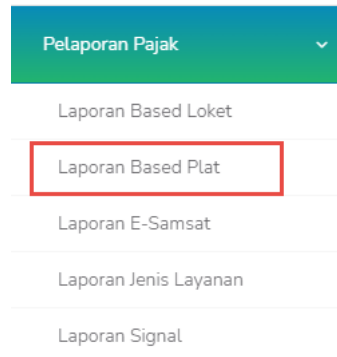 Pelaporan Pajak
Laporan Based Loket
Laporan Based Plat
Laporan E-Samsat
Laporan Jenis Layanan
Laporan Signal